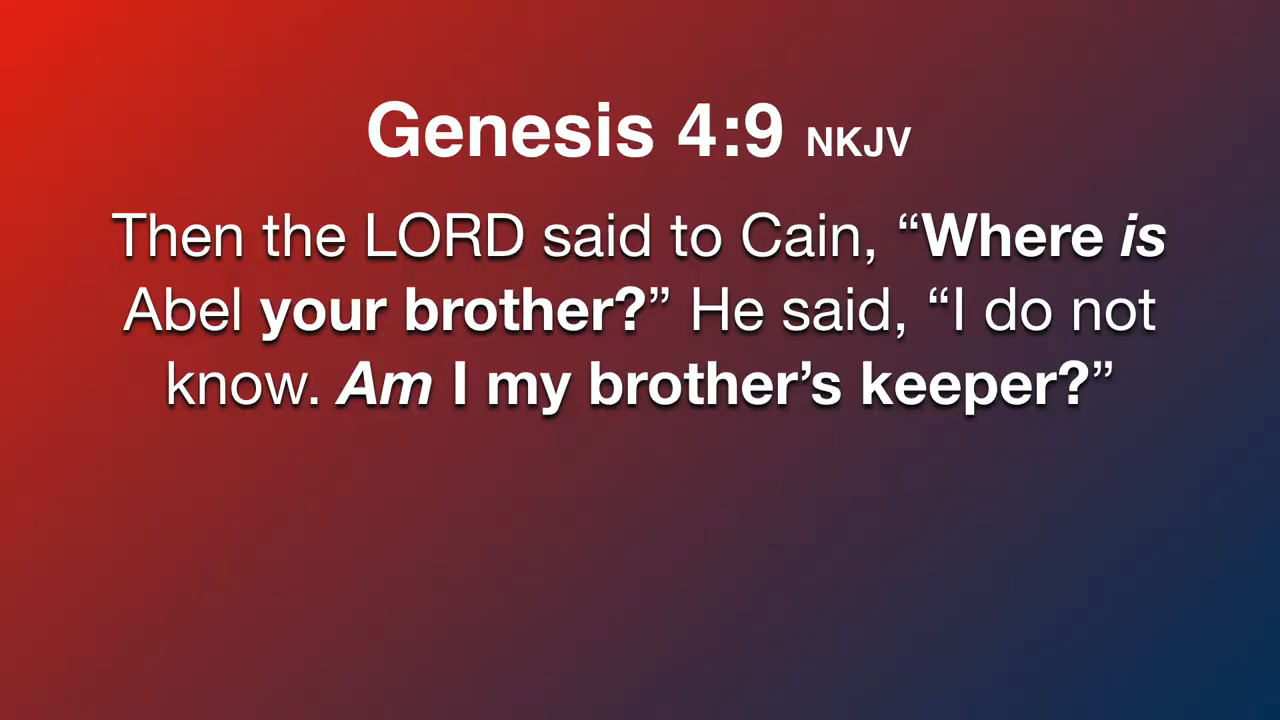 Genesis 4:9 NKJV
Then the LORD said to Cain, “Where is
Abel your brother?” He said, “I do not
know. Am I my brother’s keeper?”